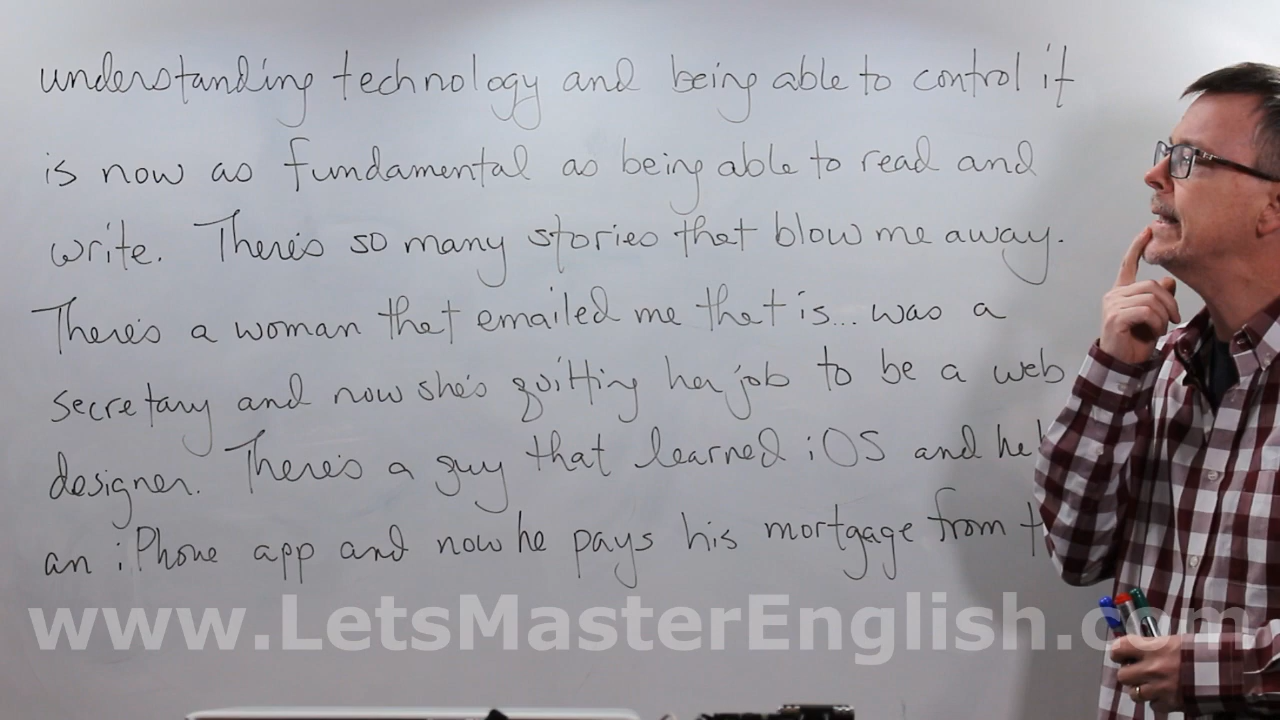 understanding technology and being able to control it
is now as fundamental as being able to read and
write. There's so many stories that blow me away.
There's a woman that emailed me that is... was a
secretary and now she's quitting her job to be a web
designer. There's a guy that learned iOS and he
an iPhone app and now he pays his mortgage from
www.LetsMasterEnglish.com